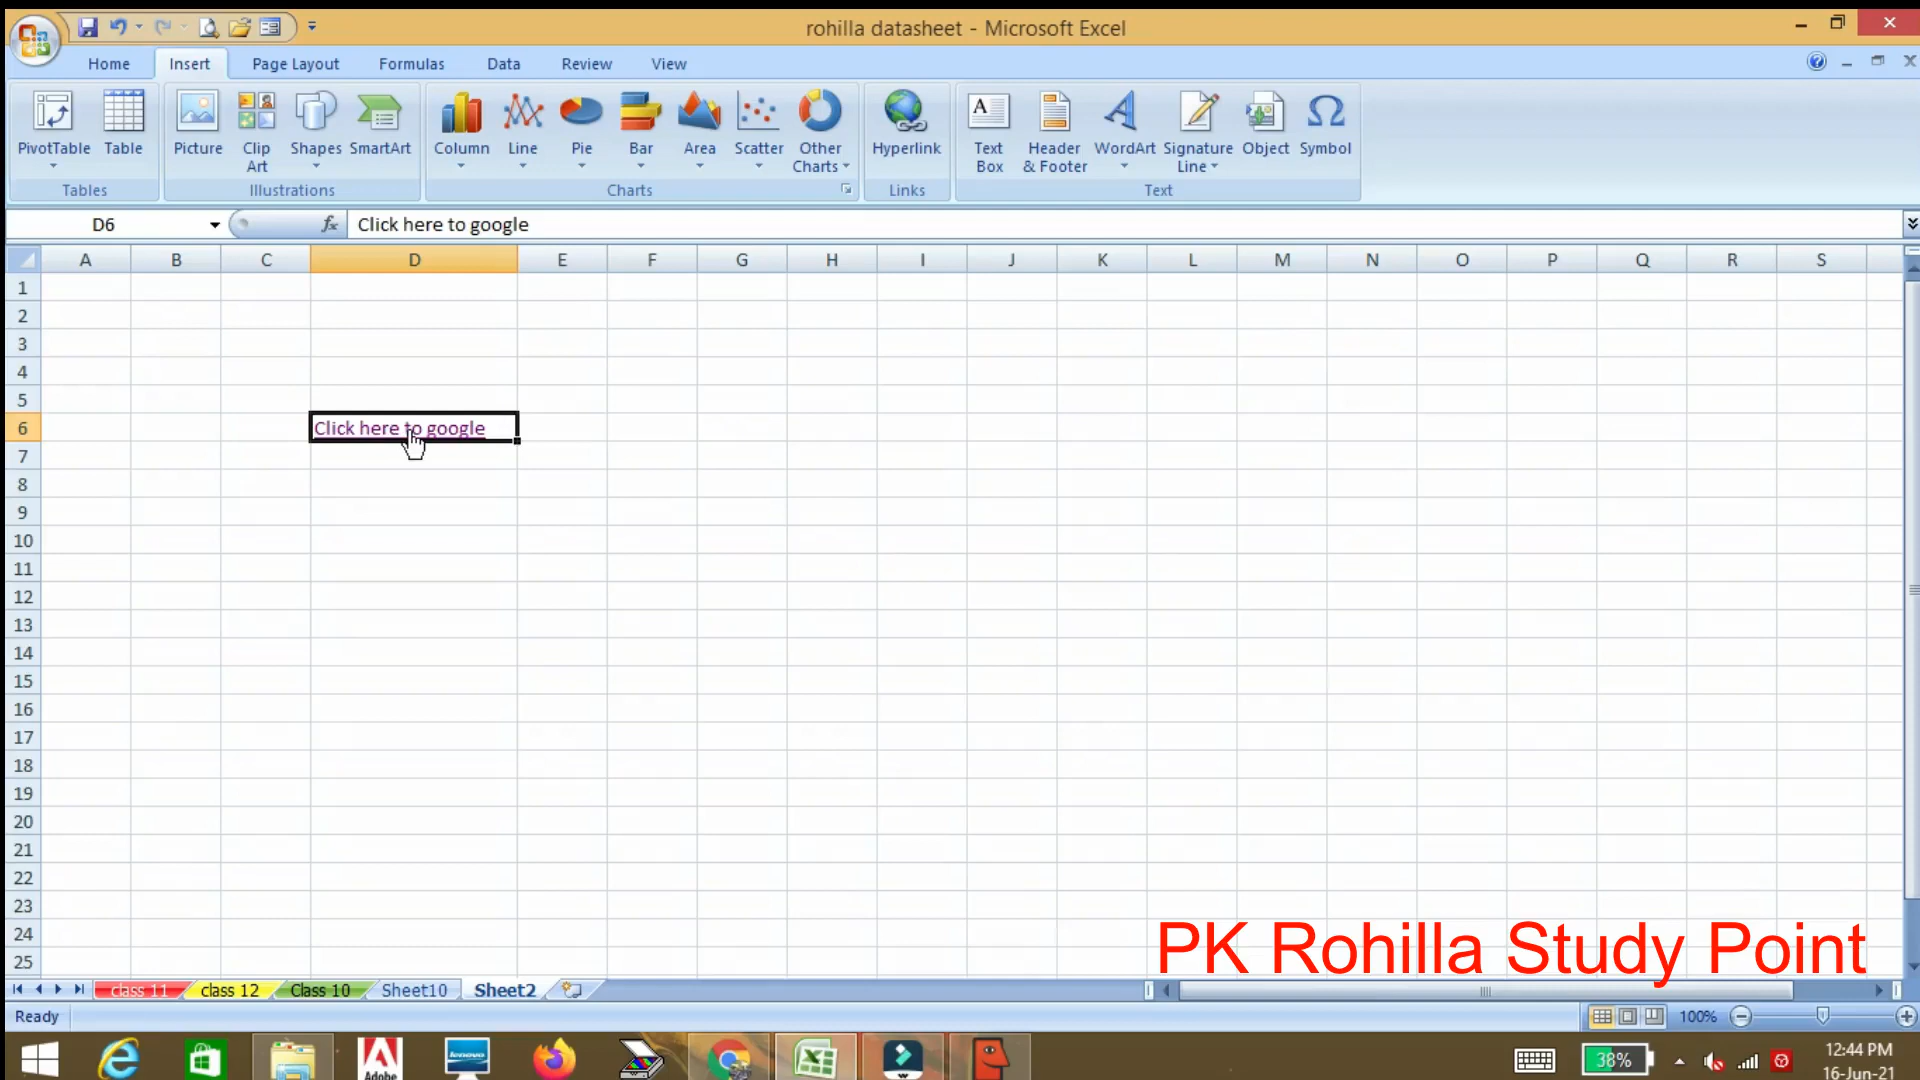 rohilla datasheet - Microsoft Excel
Home Insert Page Layout Formulas Data Review View
PivotTable Table Picture Clip Art Shapes SmartArt Column Line Pie Bar Area Scatter Other Charts Hyperlink Text Box Header & Footer WordArt Signature Line Object Symbol
Tables Illustrations Charts Links Text
D6 fx Click here to google
A B C D E F G H I J K L M N O P Q R S
1
2
3
4
5
6 Click here to google
7
8
9
10
11
12
13
14
15
16
17
18
19
20
21
22
23
24
25
PK Rohilla Study Point
class 11 class 12 Class 10 Sheet10 Sheet2
Ready 100%
Adobe lenovo 38% 12:44 PM
16-Jun-21